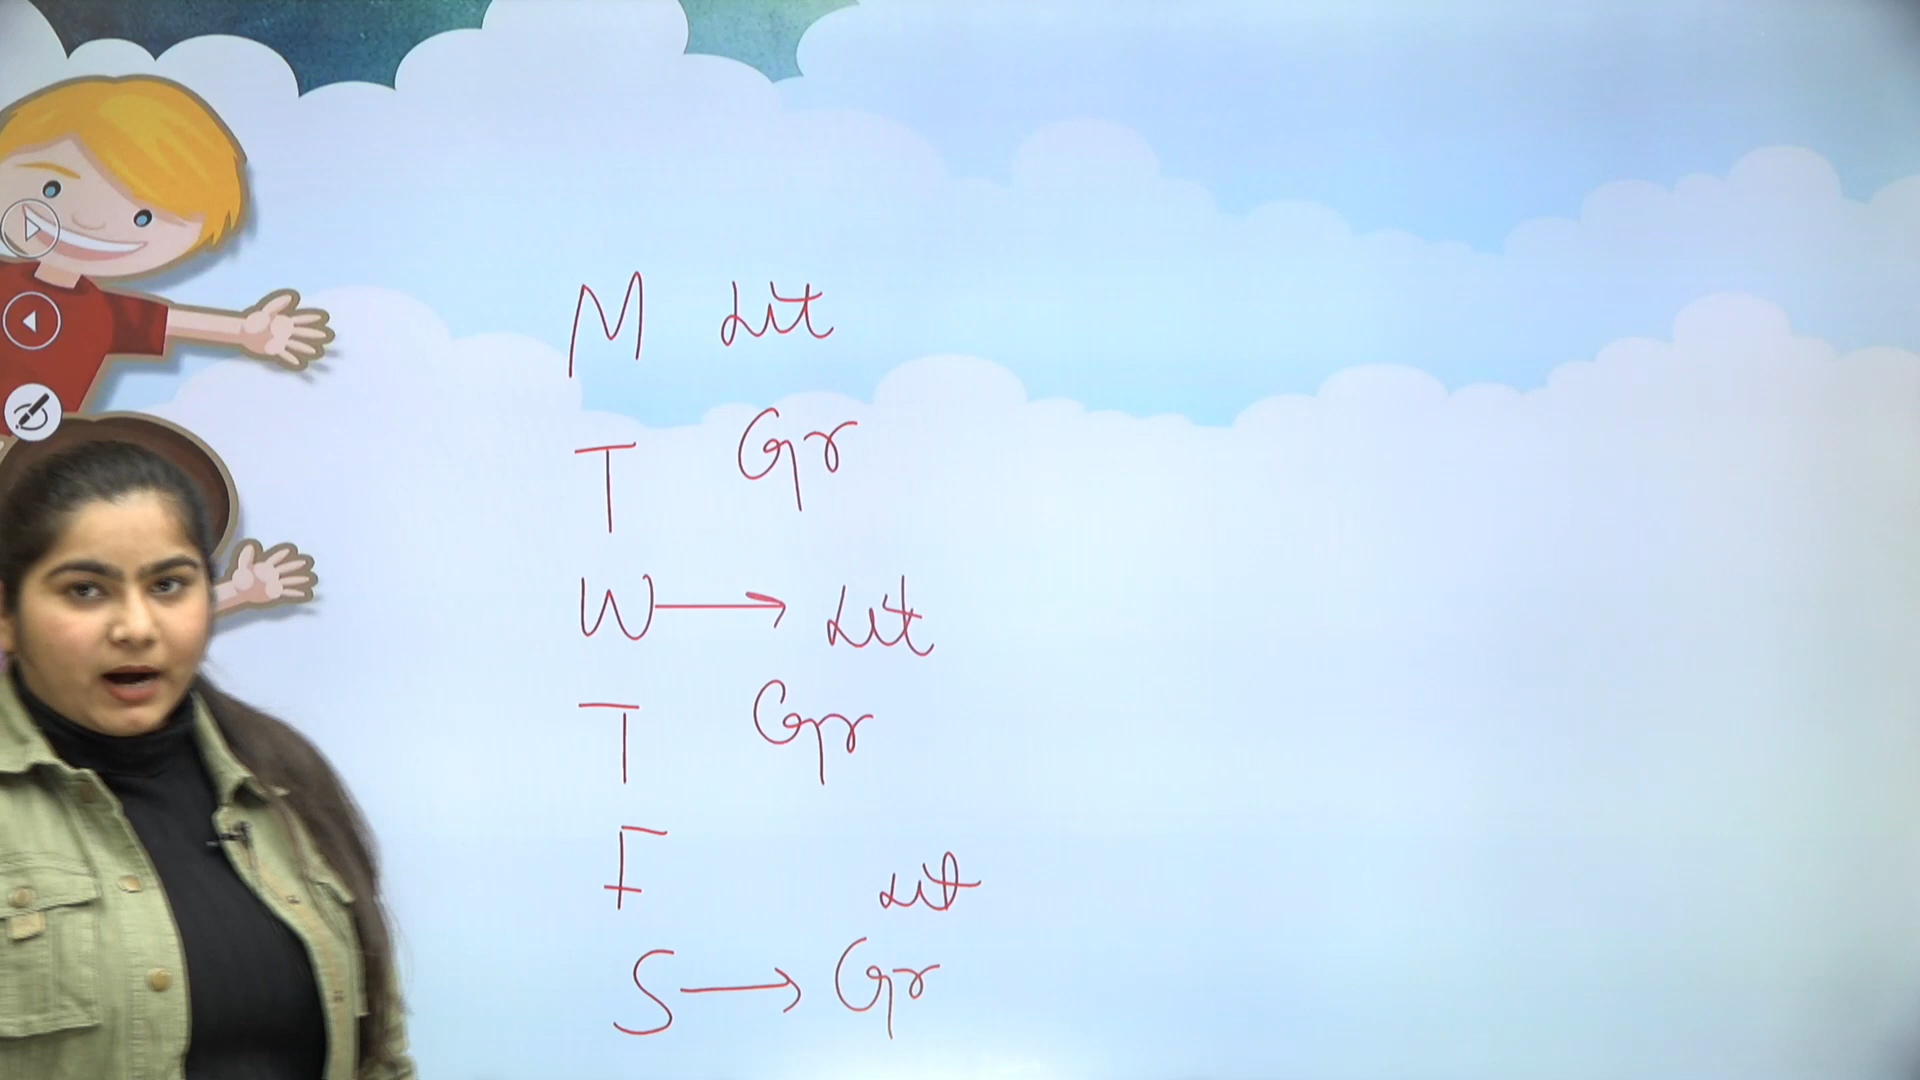 M Lit
T Gr
W → Lit
T Gr
F Lit
S → Gr